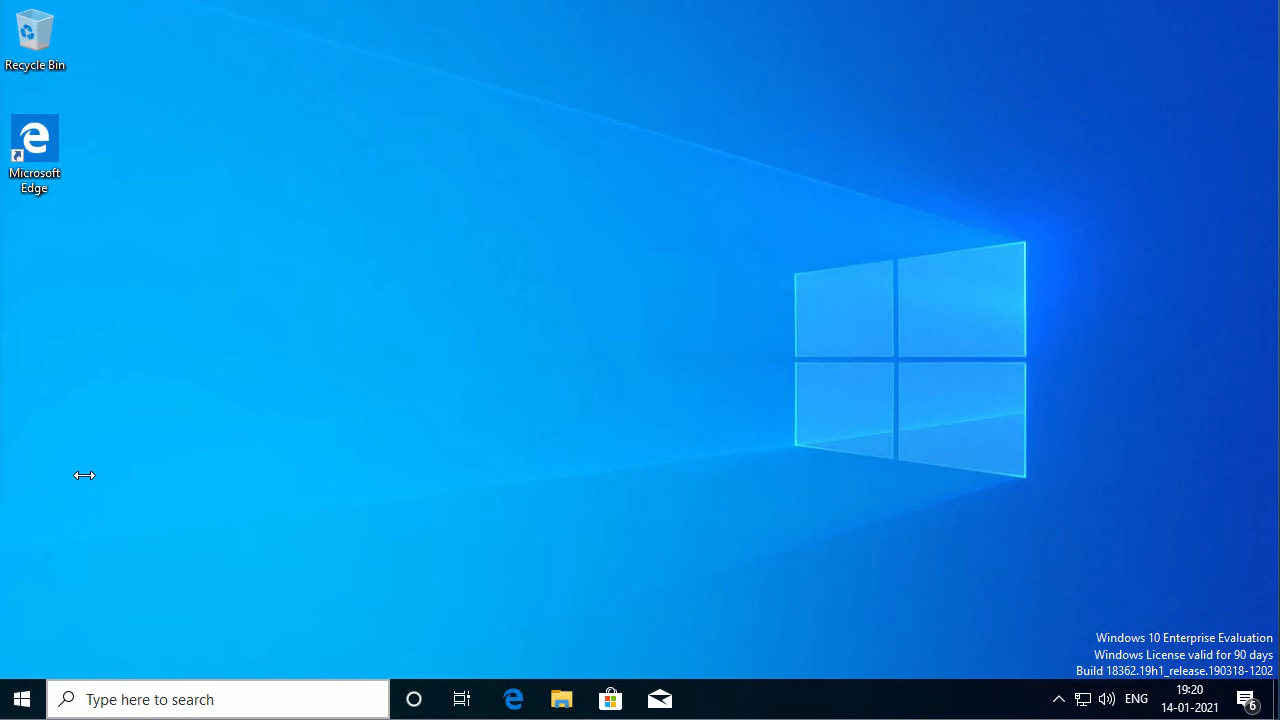 Recycle Bin
Microsoft
Edge
Windows 10 Enterprise Evaluation
Windows License valid for 90 days
Build 18362.19h1_release.190318-1202
Type here to search
ENG
19:20
14-01-2021
6